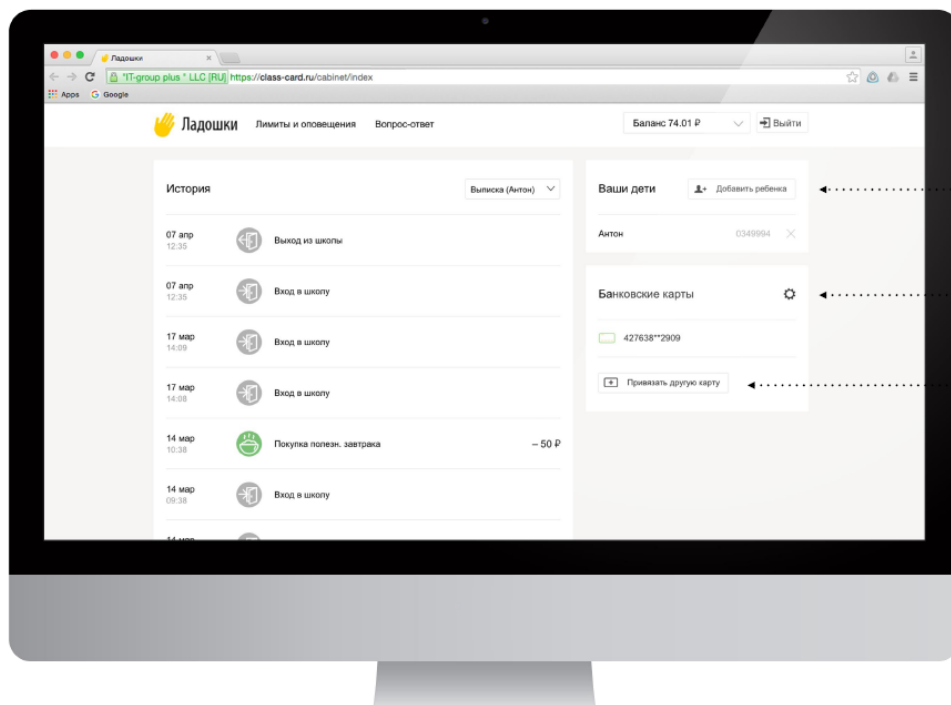 Ладошки
"IT-group plus " LLC [RU] https://class-card.ru/cabinet/index
Apps Google
Ладошки Лимиты и оповещения Вопрос-ответ Баланс 74.01 ₽ Выйти
История Выписка (Антон)
07 апр
12:35
Выход из школы
07 апр
12:35
Вход в школу
17 мар
14:09
Вход в школу
17 мар
14:08
Вход в школу
14 мар
10:38
Покупка полезн. завтрака – 50 ₽
14 мар
09:38
Вход в школу
Ваши дети Добавить ребенка
Антон 0349994
Банковские карты
427638**2909
Привязать другую карту